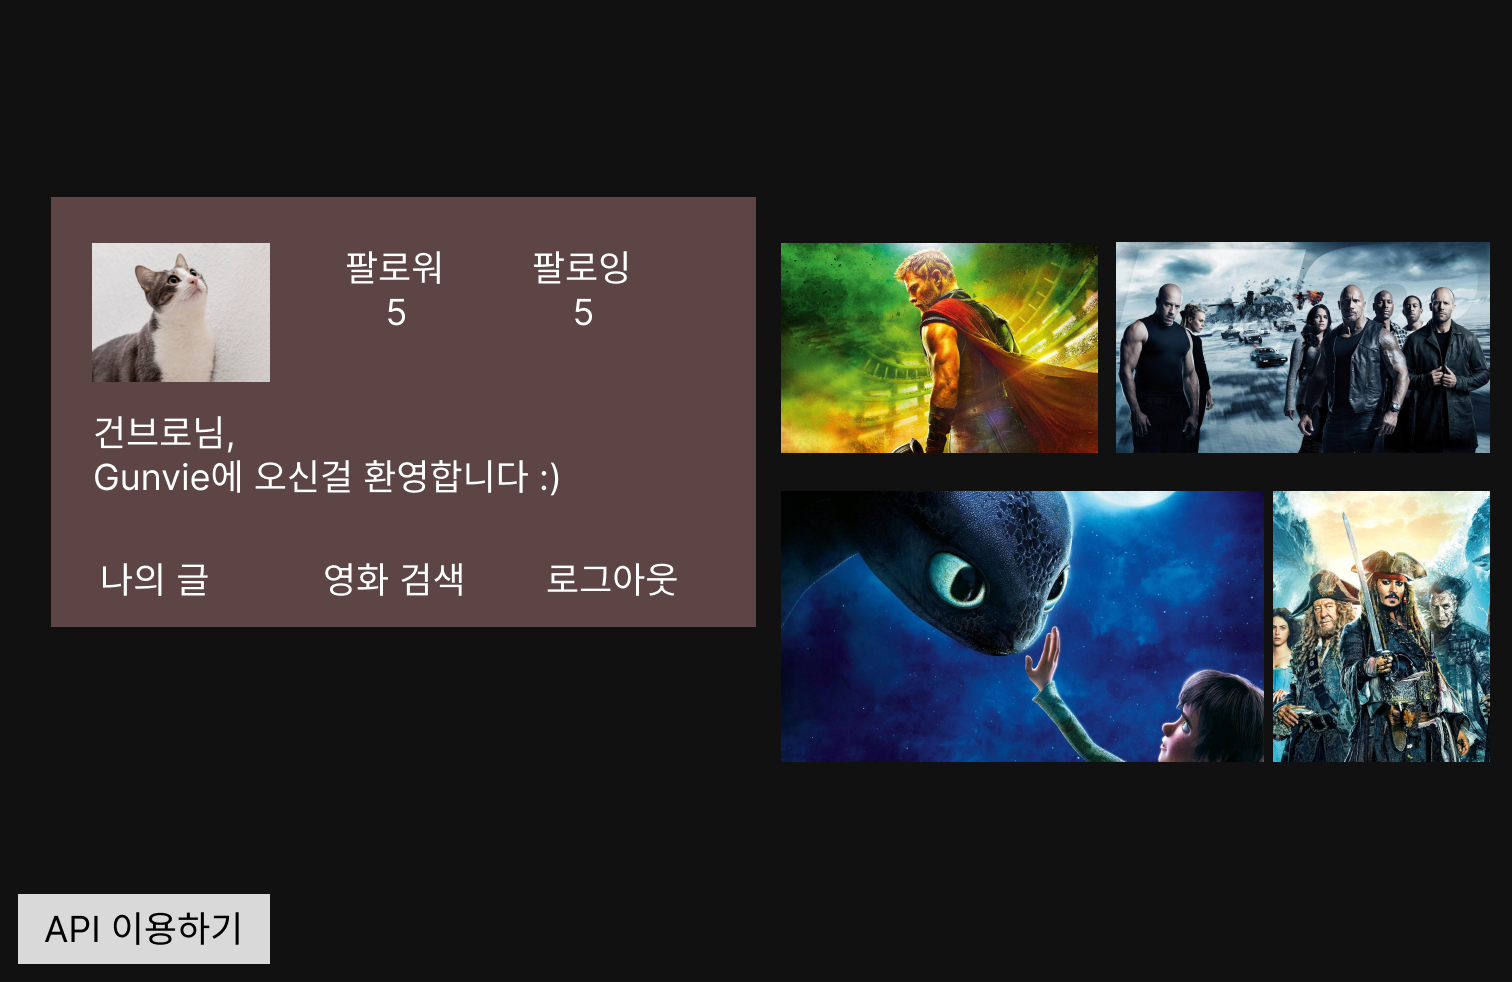 팔로워
5
팔로잉
5
건브로님,
Gunvie에 오신걸 환영합니다 :)
나의 글
영화 검색
로그아웃
API 이용하기